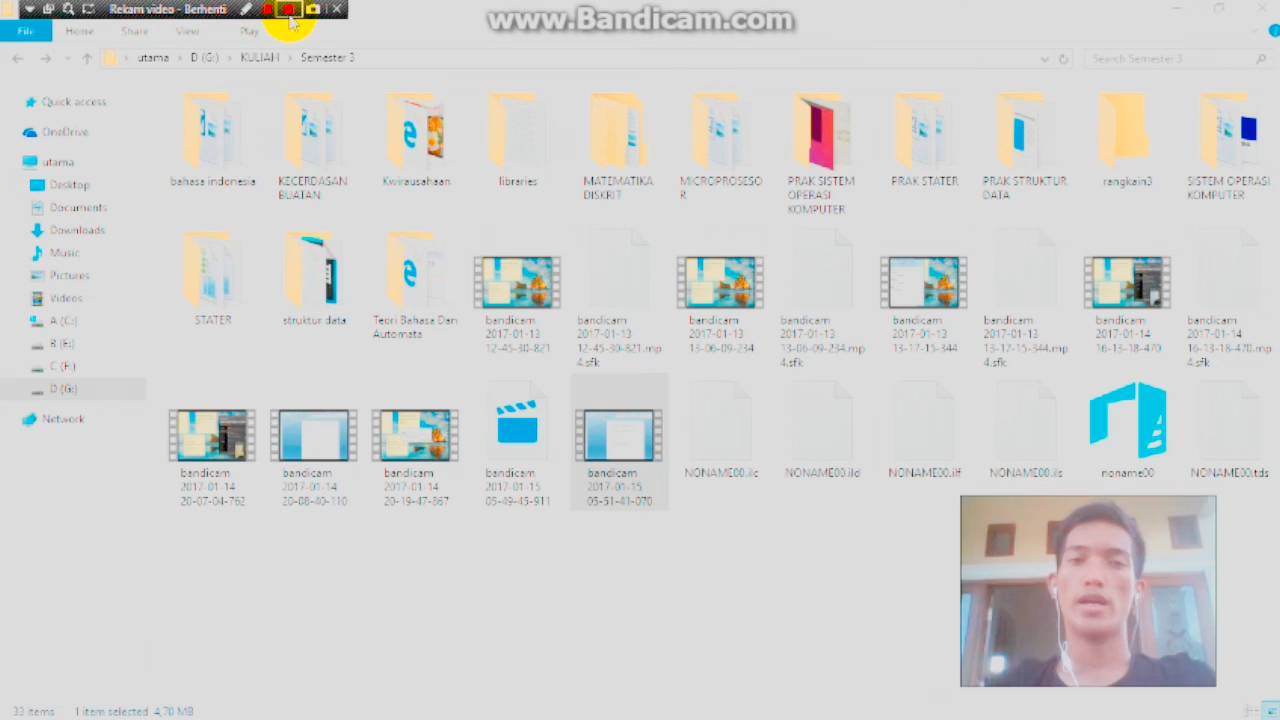 www.Bandicam.com
Rekam video - Berhenti
File Home Share View Play
utama › D (G:) › KULIAH › Semester 3
Search Semester 3
Quick access
OneDrive
utama
Desktop
Documents
Downloads
Music
Pictures
Videos
A (C:)
B (E:)
C (F:)
D (G:)
Network
bahasa indonesia
KECERDASAN
BUATAN
Kwirausahaan
libraries
MATEMATIKA
DISKRIT
MICROPROSESO
R
PRAK SISTEM
OPERASI
KOMPUTER
PRAK STATER
PRAK STRUKTUR
DATA
rangkain3
SISTEM OPERASI
KOMPUTER
STATER
struktur data
Teori Bahasa Dan
Automata
bandicam
2017-01-13
12-45-30-821
bandicam
2017-01-13
12-45-30-821.mp
4.sfk
bandicam
2017-01-13
13-06-09-234
bandicam
2017-01-13
13-06-09-234.mp
4.sfk
bandicam
2017-01-13
13-17-15-344
bandicam
2017-01-13
13-17-15-344.mp
4.sfk
bandicam
2017-01-14
16-13-18-470
bandicam
2017-01-14
16-13-18-470.mp
4.sfk
bandicam
2017-01-14
20-07-04-762
bandicam
2017-01-14
20-08-40-110
bandicam
2017-01-14
20-19-47-867
bandicam
2017-01-15
05-49-45-911
bandicam
2017-01-15
05-51-41-070
NONAME00.ilc
NONAME00.ild
NONAME00.ilf
NONAME00.ils
noname00
NONAME00.tds
33 items 1 item selected 4,70 MB